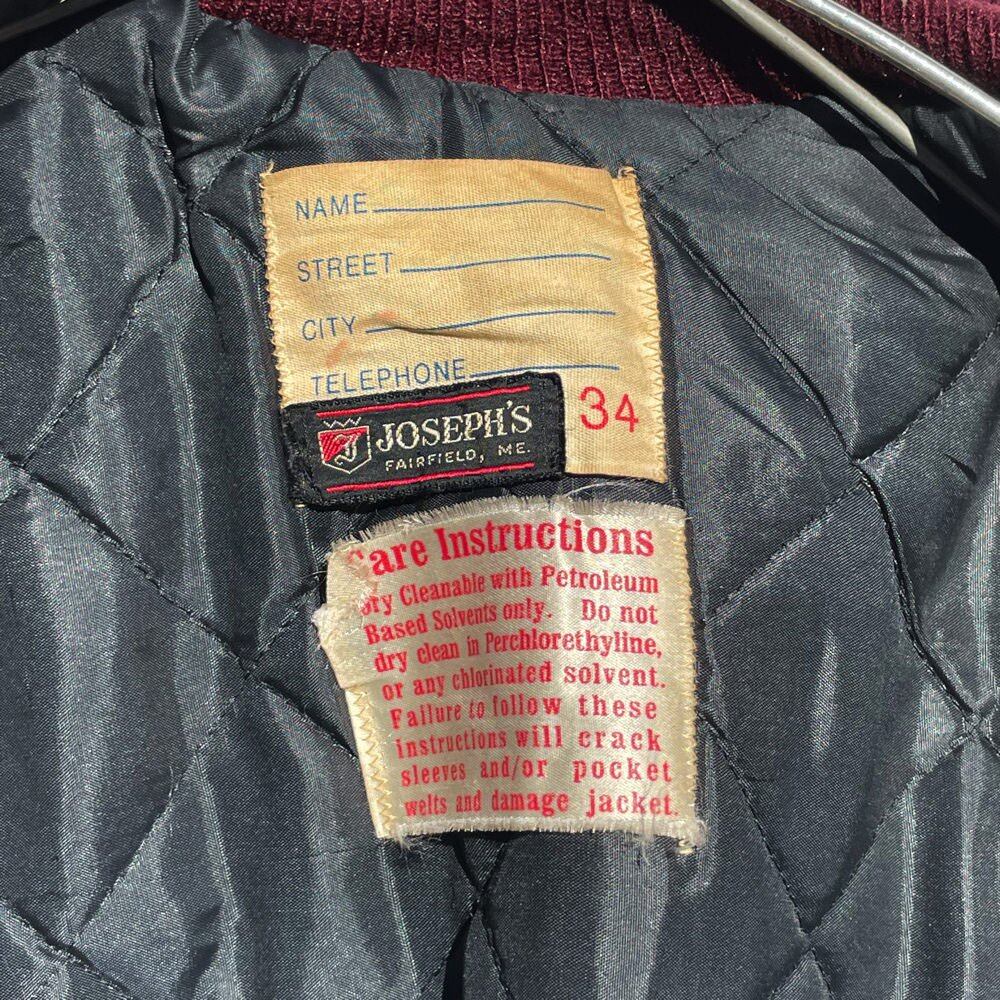 NAME
STREET
CITY
TELEPHONE
34
J JOSEPH'S
FAIRFIELD, ME.
Care Instructions
Dry Cleanable with Petroleum
Based Solvents only. Do not
dry clean in Perchlorethyline,
or any chlorinated solvent.
Failure to follow these
instructions will crack
sleeves and/or pocket
welts and damage jacket.